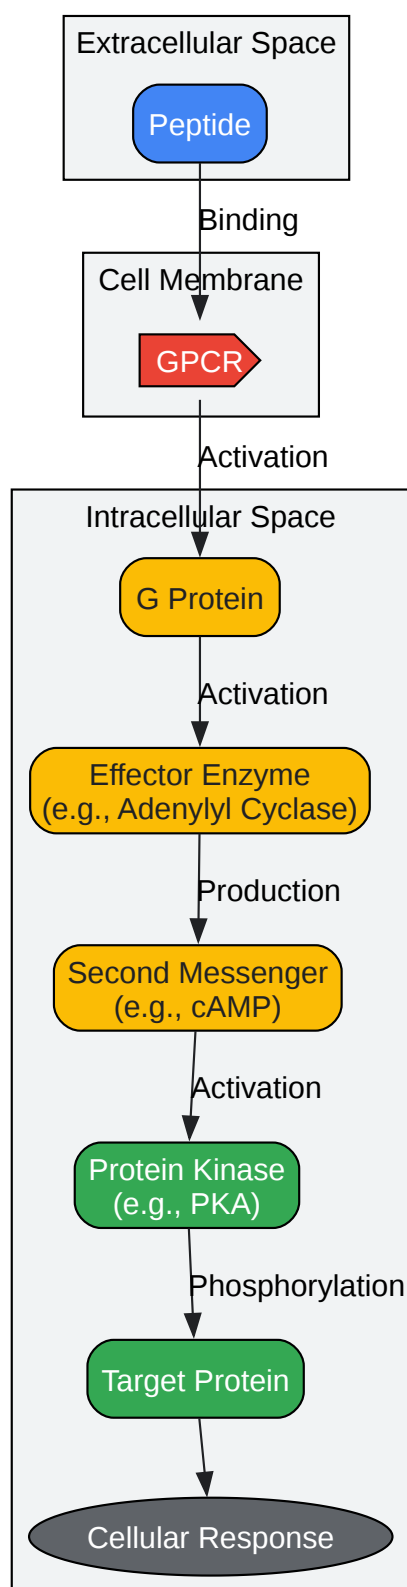 Extracellular Space
Peptide
Binding
Cell Membrane
GPCR
Activation
Intracellular Space
G Protein
Activation
Effector Enzyme
(e.g., Adenylyl Cyclase)
Production
Second Messenger
(e.g., cAMP)
Activation
Protein Kinase
(e.g., PKA)
Phosphorylation
Target Protein
Cellular Response